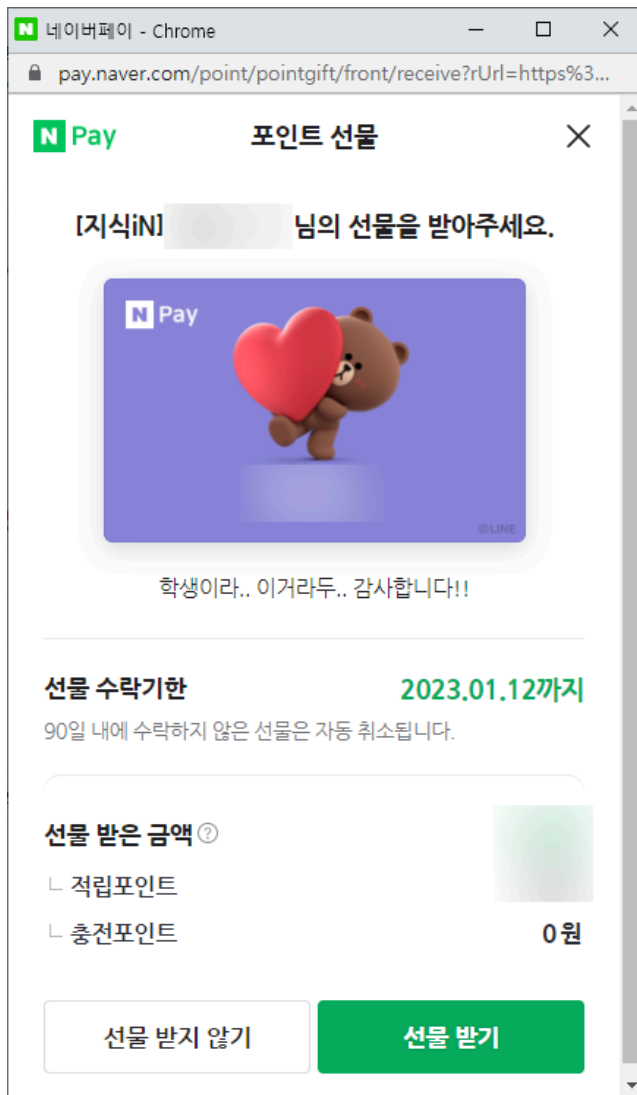 네이버페이 - Chrome
pay.naver.com/point/pointgift/front/receive?rUrl=https%3...
N Pay
포인트 선물
[지식iN] 님의 선물을 받아주세요.
N Pay
©LINE
학생이라.. 이거라두.. 감사합니다!!
선물 수락기한 2023.01.12까지
90일 내에 수락하지 않은 선물은 자동 취소됩니다.
선물 받은 금액 ?
ㄴ 적립포인트
ㄴ 충전포인트 0원
선물 받지 않기
선물 받기